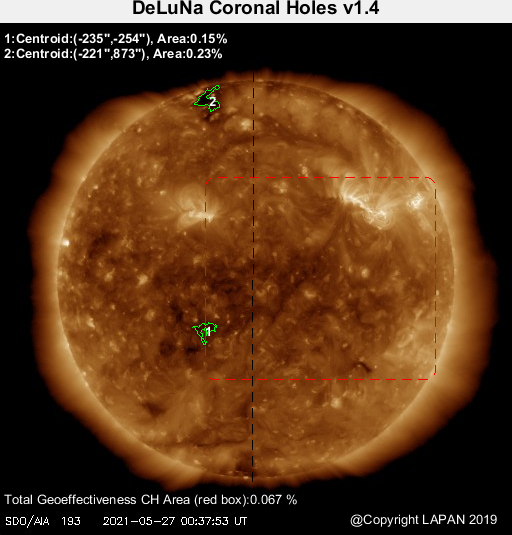 DeLuNa Coronal Holes v1.4
1:Centroid:(-235",-254"), Area:0.15%
2:Centroid:(-221",873"), Area:0.23%
2
1
Total Geoeffectiveness CH Area (red box):0.067 %
SDO/AIA 193 2021-05-27 00:37:53 UT
@Copyright LAPAN 2019